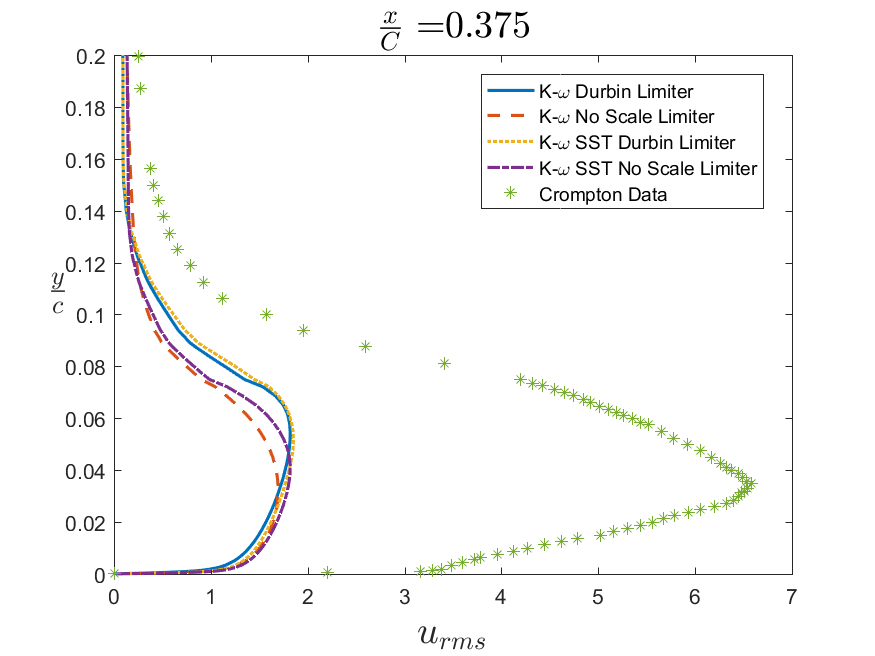 x/C =0.375
0.2
0.18
0.16
0.14
0.12
0.1
0.08
0.06
0.04
0.02
0
y/c
K-ω Durbin Limiter
K-ω No Scale Limiter
K-ω SST Durbin Limiter
K-ω SST No Scale Limiter
Crompton Data
0 1 2 3 4 5 6 7
u_rms